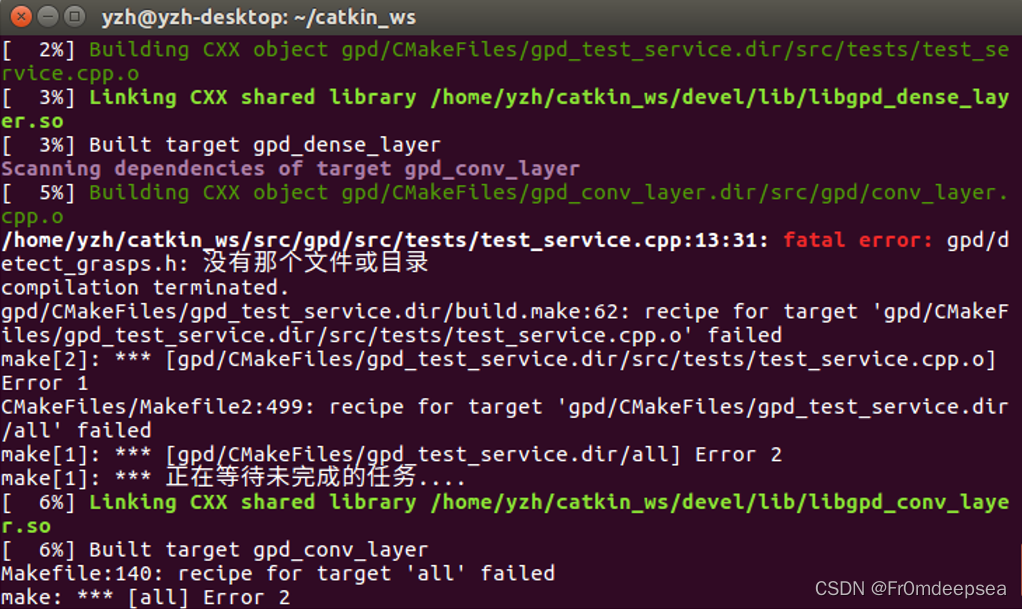 yzh@yzh-desktop: ~/catkin_ws
[  2%] Building CXX object gpd/CMakeFiles/gpd_test_service.dir/src/tests/test_se
rvice.cpp.o
[  3%] Linking CXX shared library /home/yzh/catkin_ws/devel/lib/libgpd_dense_lay
er.so
[  3%] Built target gpd_dense_layer
Scanning dependencies of target gpd_conv_layer
[  5%] Building CXX object gpd/CMakeFiles/gpd_conv_layer.dir/src/gpd/conv_layer.
cpp.o
/home/yzh/catkin_ws/src/gpd/src/tests/test_service.cpp:13:31: fatal error: gpd/d
etect_grasps.h: 没有那个文件或目录
compilation terminated.
gpd/CMakeFiles/gpd_test_service.dir/build.make:62: recipe for target 'gpd/CMakeF
iles/gpd_test_service.dir/src/tests/test_service.cpp.o' failed
make[2]: *** [gpd/CMakeFiles/gpd_test_service.dir/src/tests/test_service.cpp.o]
Error 1
CMakeFiles/Makefile2:499: recipe for target 'gpd/CMakeFiles/gpd_test_service.dir
/all' failed
make[1]: *** [gpd/CMakeFiles/gpd_test_service.dir/all] Error 2
make[1]: *** 正在等待未完成的任务....
[  6%] Linking CXX shared library /home/yzh/catkin_ws/devel/lib/libgpd_conv_laye
r.so
[  6%] Built target gpd_conv_layer
Makefile:140: recipe for target 'all' failed
make: *** [all] Error 2
CSDN @Fr0mdeepsea